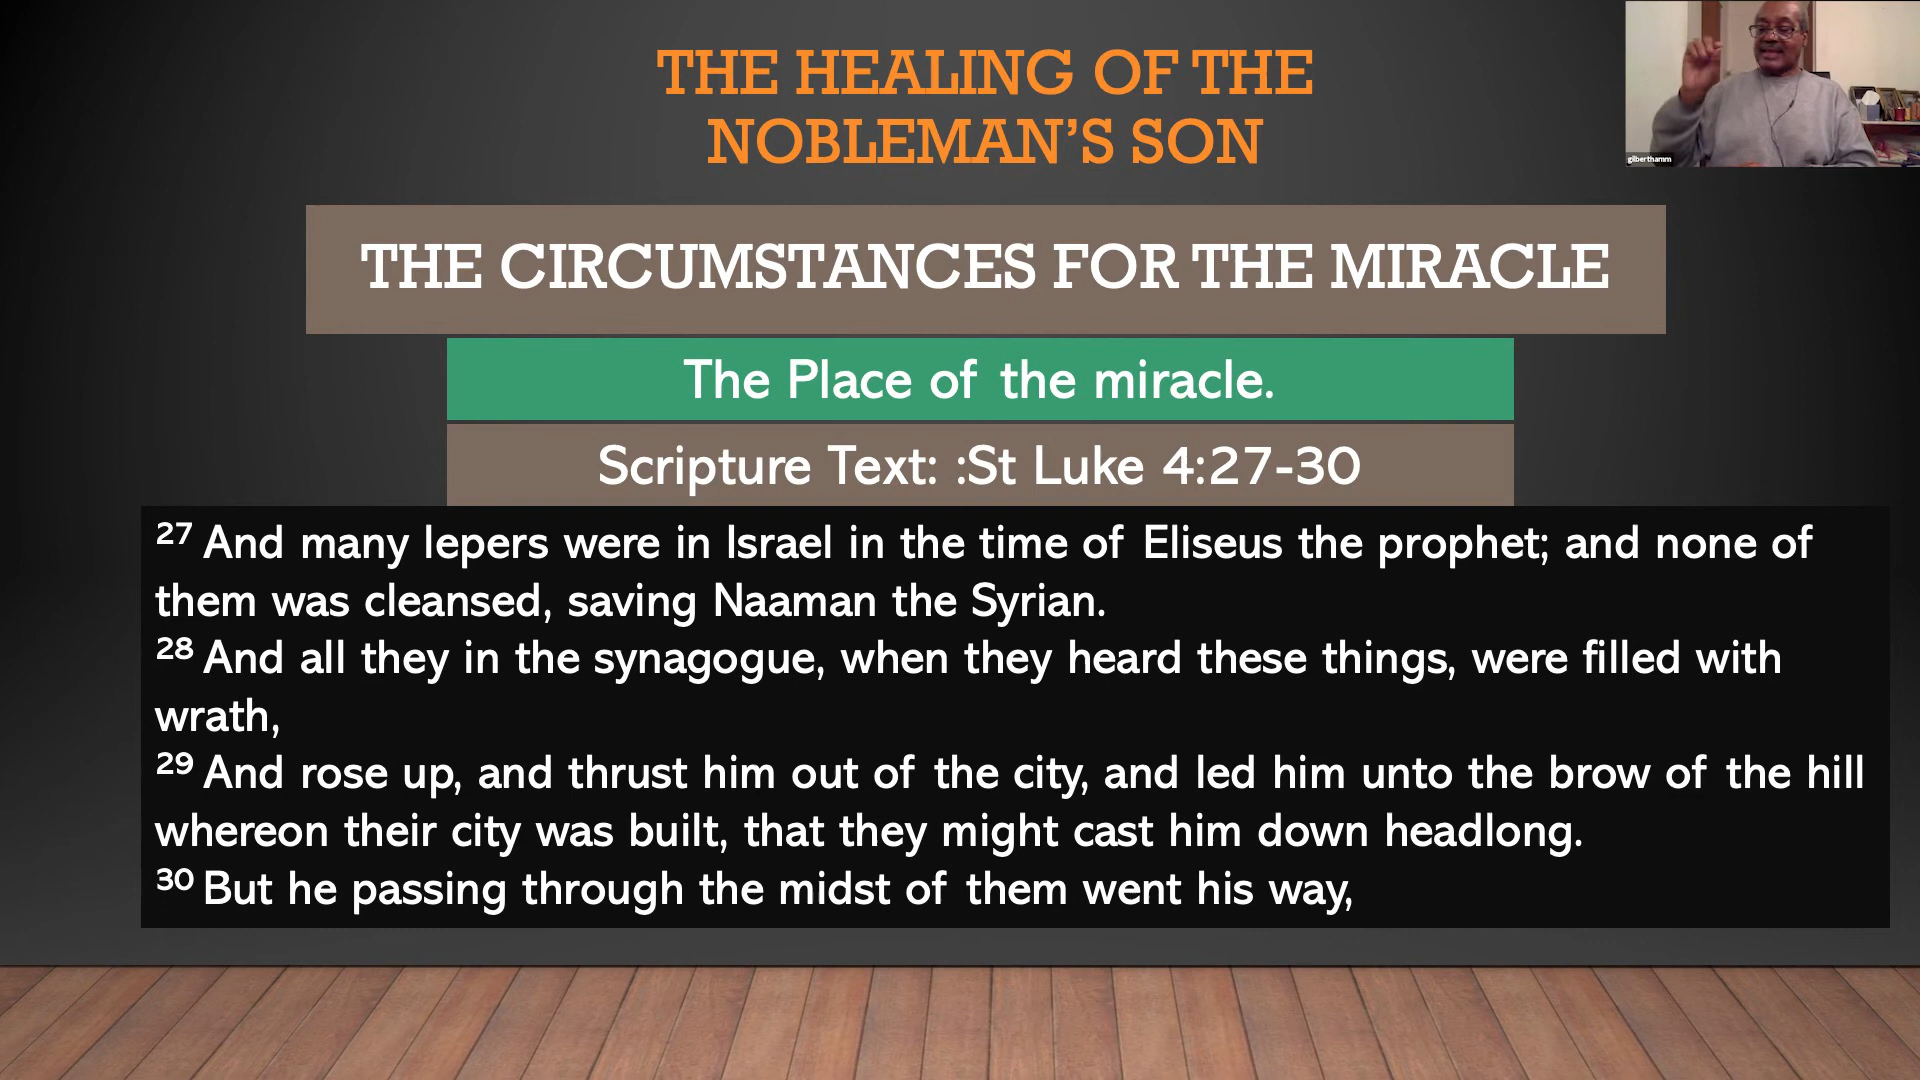 THE HEALING OF THE
NOBLEMAN'S SON
gilberthamm
THE CIRCUMSTANCES FOR THE MIRACLE
The Place of the miracle.
Scripture Text: :St Luke 4:27-30
27 And many lepers were in Israel in the time of Eliseus the prophet; and none of
them was cleansed, saving Naaman the Syrian.
28 And all they in the synagogue, when they heard these things, were filled with
wrath,
29 And rose up, and thrust him out of the city, and led him unto the brow of the hill
whereon their city was built, that they might cast him down headlong.
30 But he passing through the midst of them went his way,